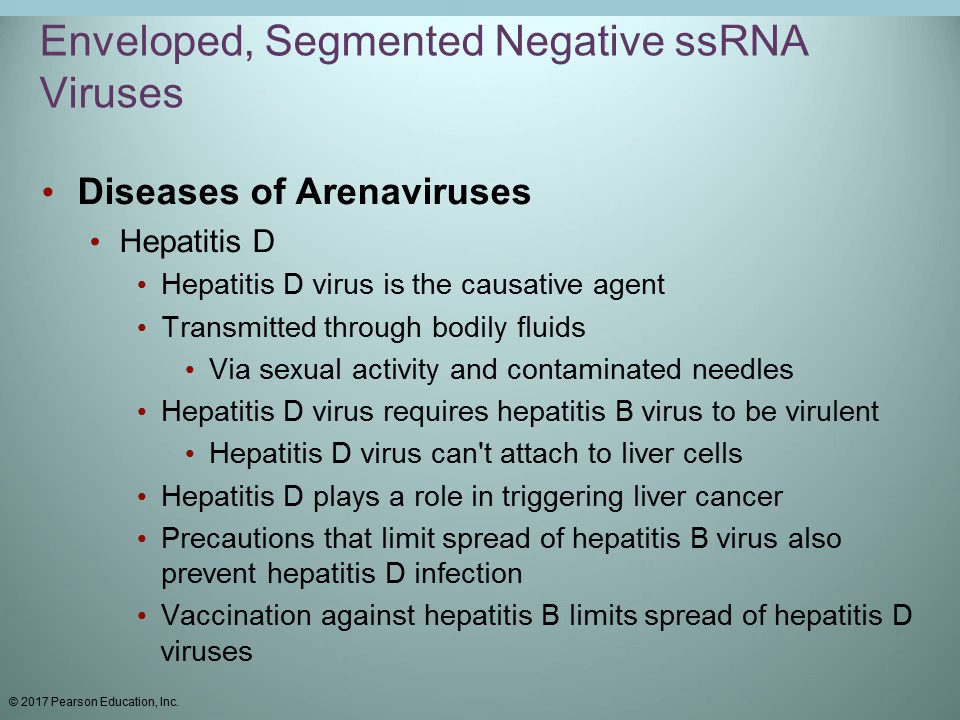 Enveloped, Segmented Negative ssRNA
Viruses
• Diseases of Arenaviruses
• Hepatitis D
• Hepatitis D virus is the causative agent
• Transmitted through bodily fluids
• Via sexual activity and contaminated needles
• Hepatitis D virus requires hepatitis B virus to be virulent
• Hepatitis D virus can't attach to liver cells
• Hepatitis D plays a role in triggering liver cancer
• Precautions that limit spread of hepatitis B virus also
prevent hepatitis D infection
• Vaccination against hepatitis B limits spread of hepatitis D
viruses
© 2017 Pearson Education, Inc.